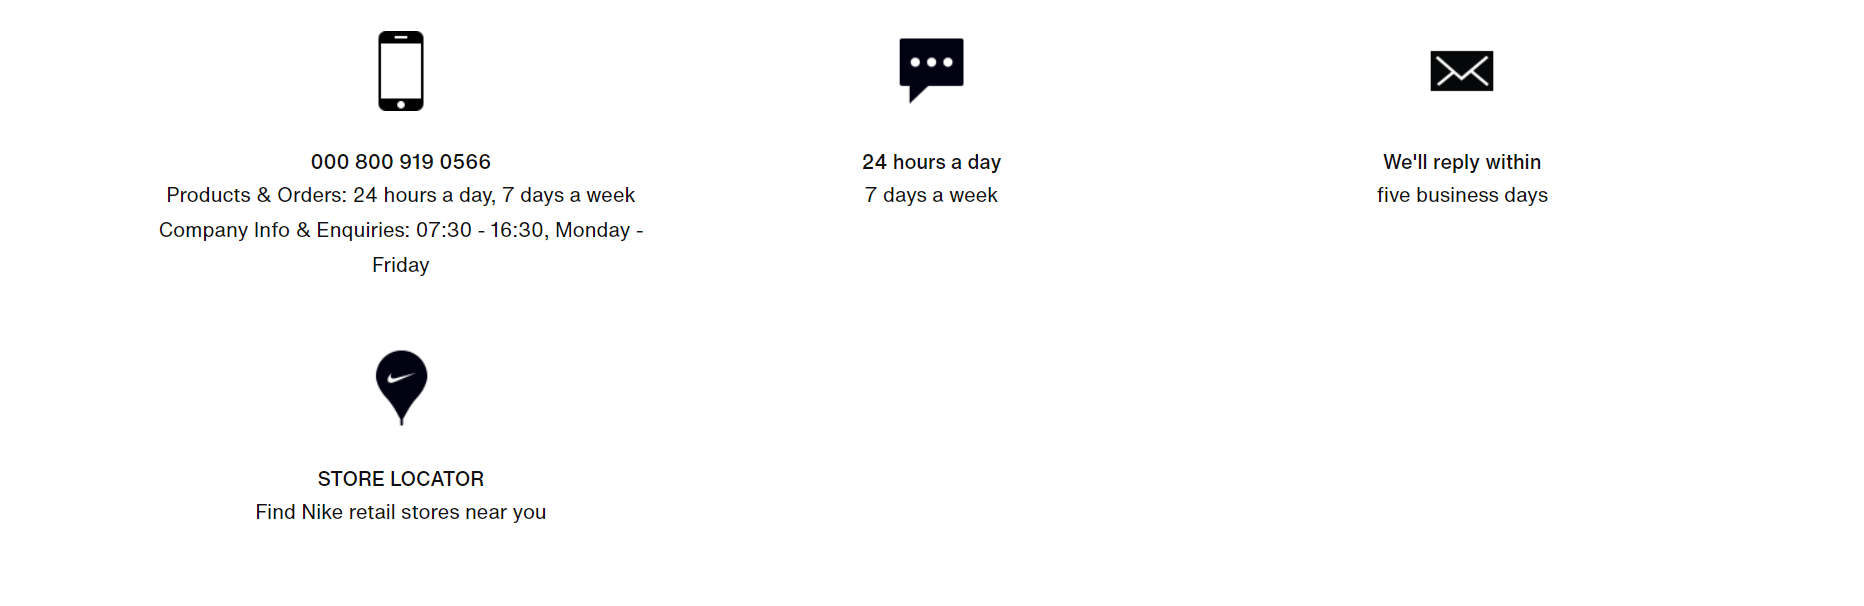 000 800 919 0566
Products & Orders: 24 hours a day, 7 days a week
Company Info & Enquiries: 07:30 - 16:30, Monday -
Friday
24 hours a day
7 days a week
We'll reply within
five business days
STORE LOCATOR
Find Nike retail stores near you